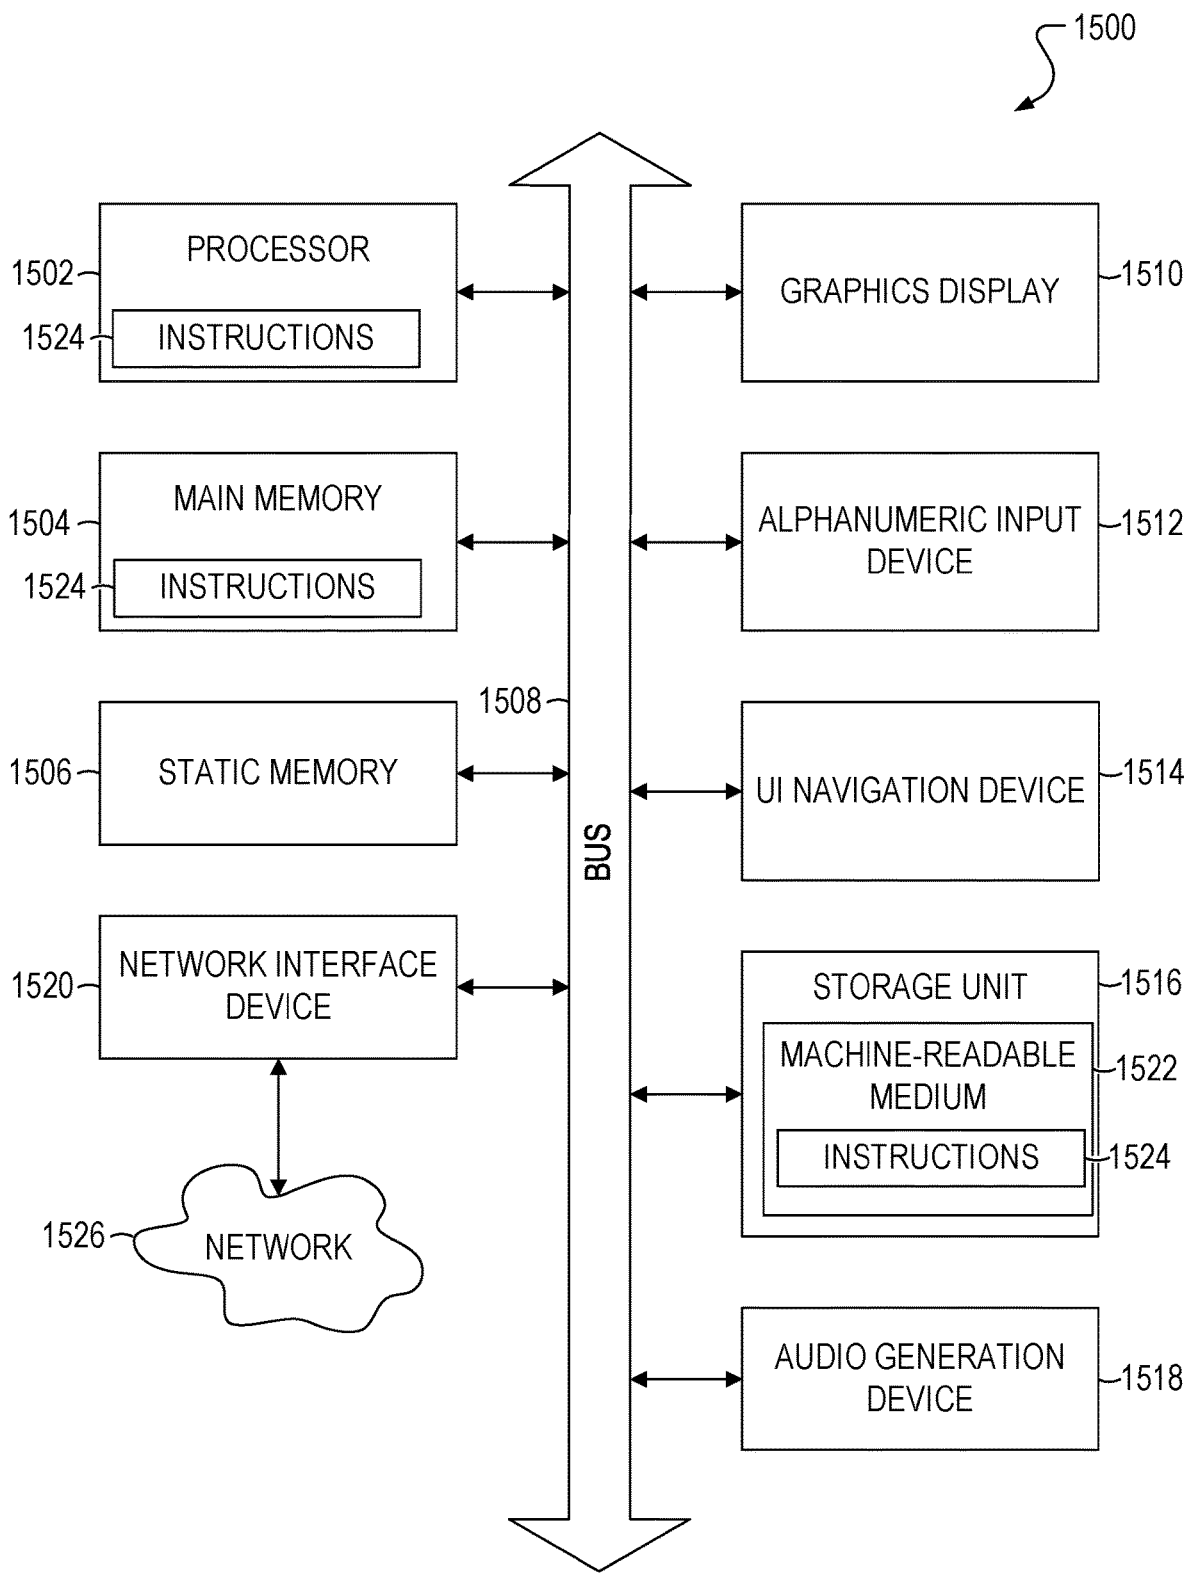 1500
PROCESSOR
1502
1524
INSTRUCTIONS
MAIN MEMORY
1504
1524
INSTRUCTIONS
1508
1506
STATIC MEMORY
BUS
NETWORK INTERFACE
DEVICE
1520
1526
NETWORK
GRAPHICS DISPLAY
1510
ALPHANUMERIC INPUT
DEVICE
1512
UI NAVIGATION DEVICE
1514
STORAGE UNIT
1516
MACHINE-READABLE
MEDIUM
1522
INSTRUCTIONS
1524
AUDIO GENERATION
DEVICE
1518